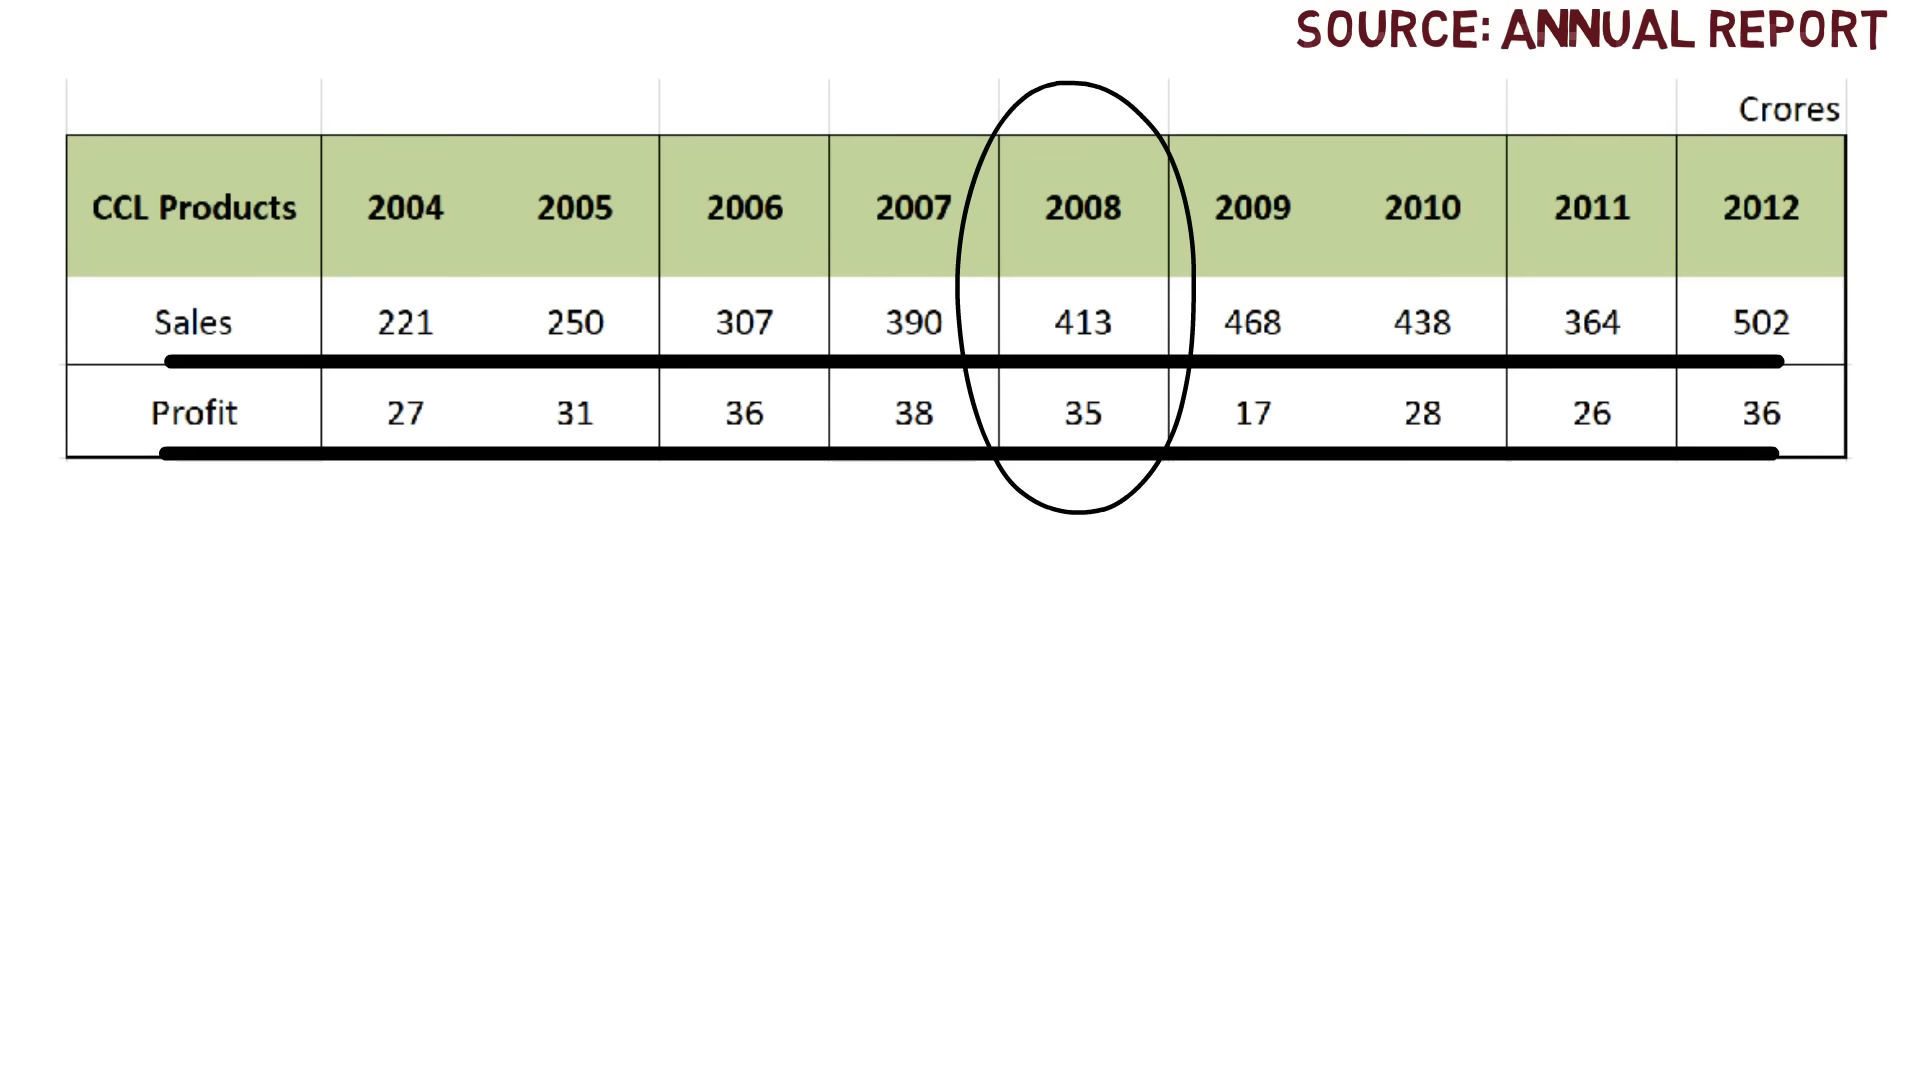 SOURCE: ANNUAL REPORT
Crores
CCL Products 2004 2005 2006 2007 2008 2009 2010 2011 2012
Sales 221 250 307 390 413 468 438 364 502
Profit 27 31 36 38 35 17 28 26 36